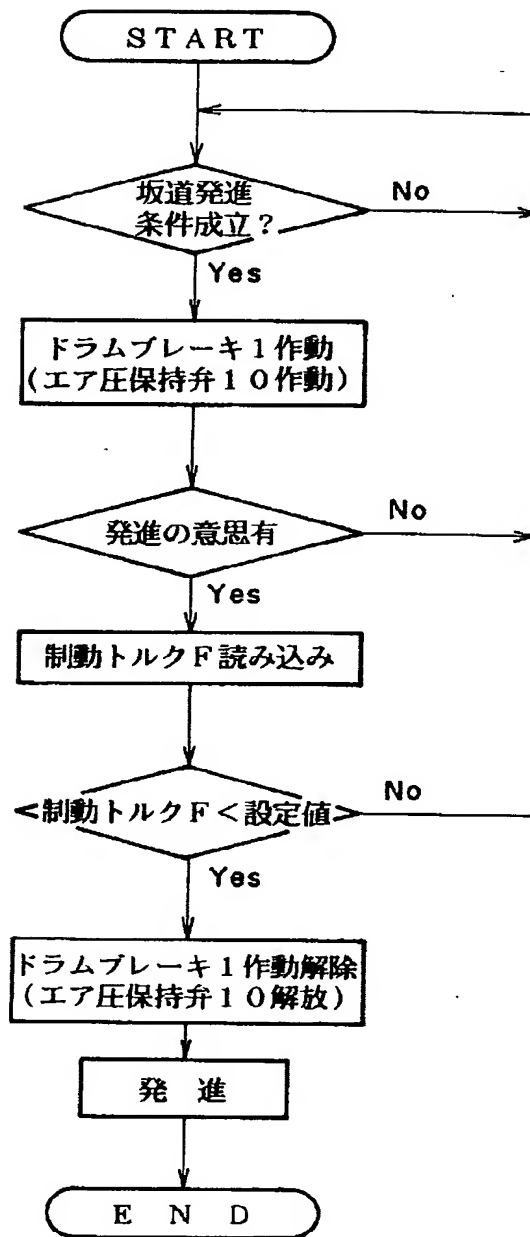 START
坂道発進
条件成立？
No
Yes
ドラムブレーキ１作動
(エア圧保持弁１０作動)
発進の意思有
No
Yes
制動トルクＦ読み込み
制動トルクＦ＜設定値
No
Yes
ドラムブレーキ１作動解除
(エア圧保持弁１０解放)
発 進
END